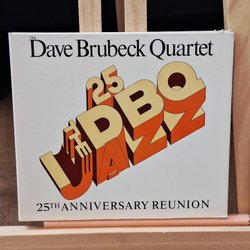 The
Dave Brubeck Quartet
25
THE DBQ
JAZZ
25TH ANNIVERSARY REUNION